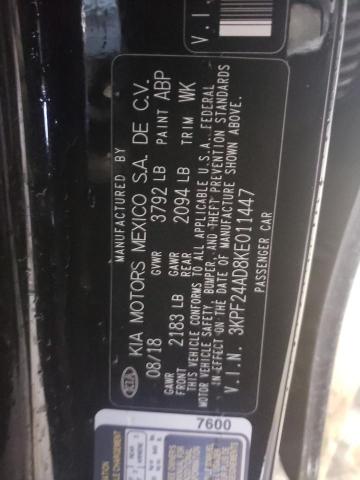 MANUFACTURED BY
KIA KIA MOTORS MEXICO S.A. DE C.V.
08/18 GVWR 3792 LB PAINT ABP
GAWR FRONT 2183 LB GAWR REAR 2094 LB TRIM WK
THIS VEHICLE CONFORMS TO ALL APPLICABLE U.S.A. FEDERAL
MOTOR VEHICLE SAFETY, BUMPER, AND THEFT PREVENTION STANDARDS
IN EFFECT ON THE DATE OF MANUFACTURE SHOWN ABOVE.
V.I.N. 3KPF24AD8KE011447
PASSENGER CAR
V.I.
7600